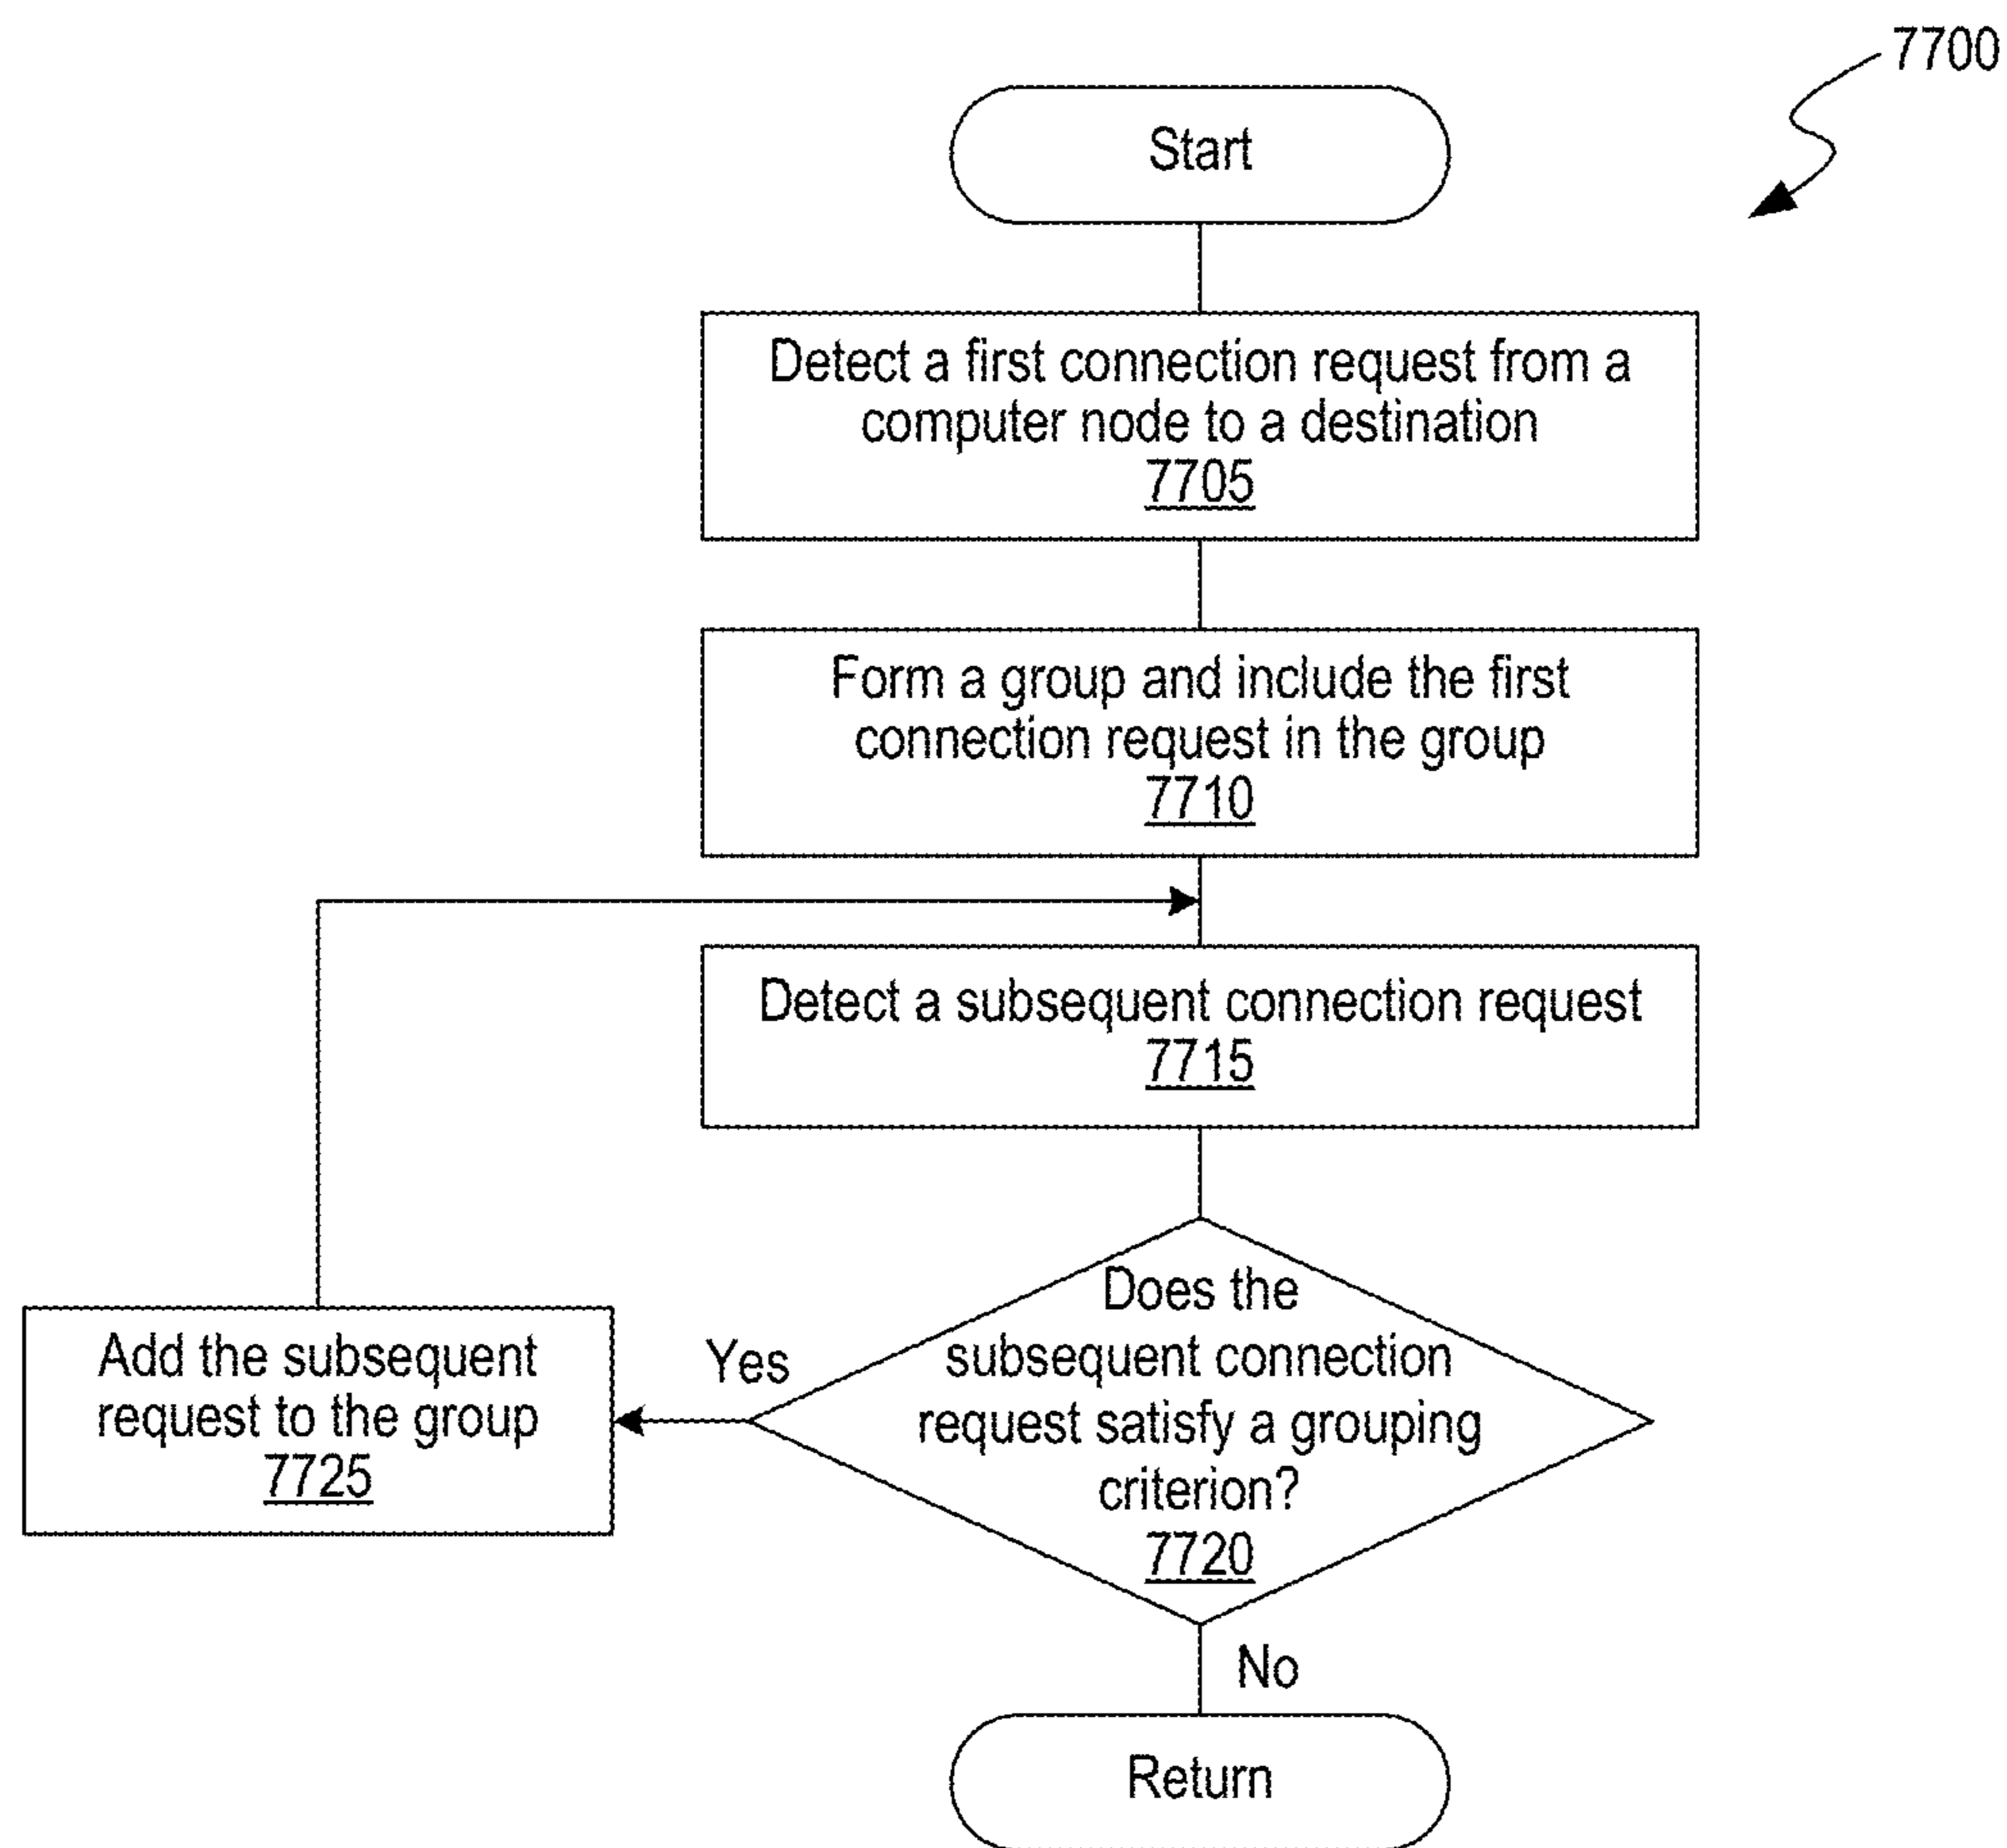 7700
Start
Detect a first connection request from a
computer node to a destination
7705
Form a group and include the first
connection request in the group
7710
Detect a subsequent connection request
7715
Does the
subsequent connection
request satisfy a grouping
criterion?
7720
Yes
Add the subsequent
request to the group
7725
No
Return